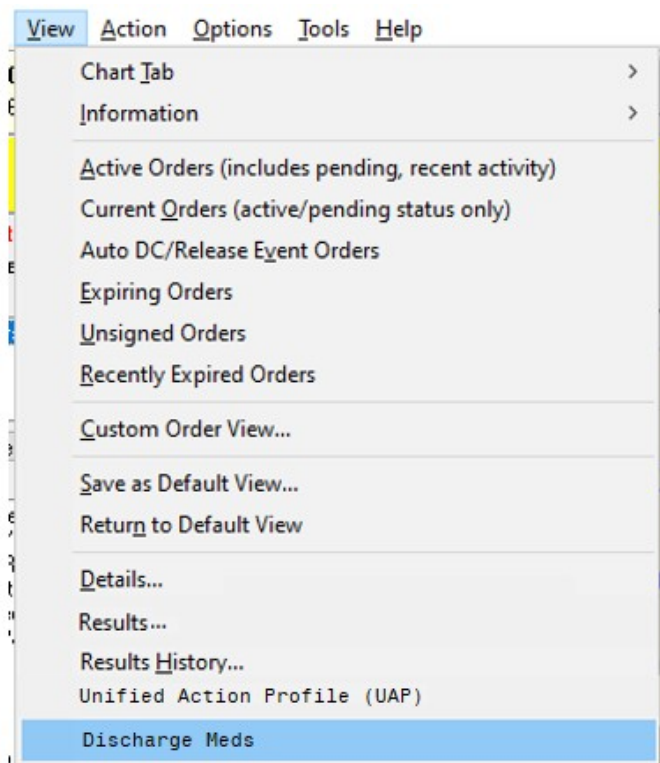 View Action Options Tools Help
Chart Tab
Information
Active Orders (includes pending, recent activity)
Current Orders (active/pending status only)
Auto DC/Release Event Orders
Expiring Orders
Unsigned Orders
Recently Expired Orders
Custom Order View...
Save as Default View...
Return to Default View
Details...
Results...
Results History...
Unified Action Profile (UAP)
Discharge Meds